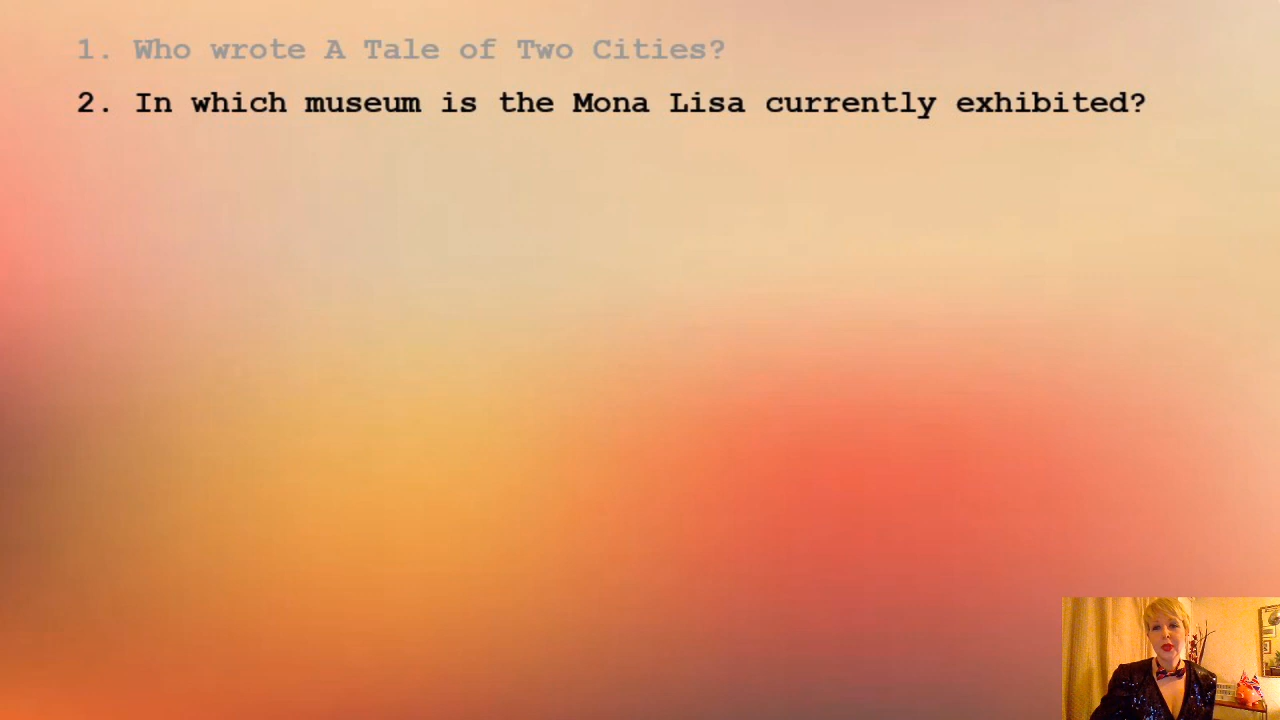 1. Who wrote A Tale of Two Cities?
2. In which museum is the Mona Lisa currently exhibited?